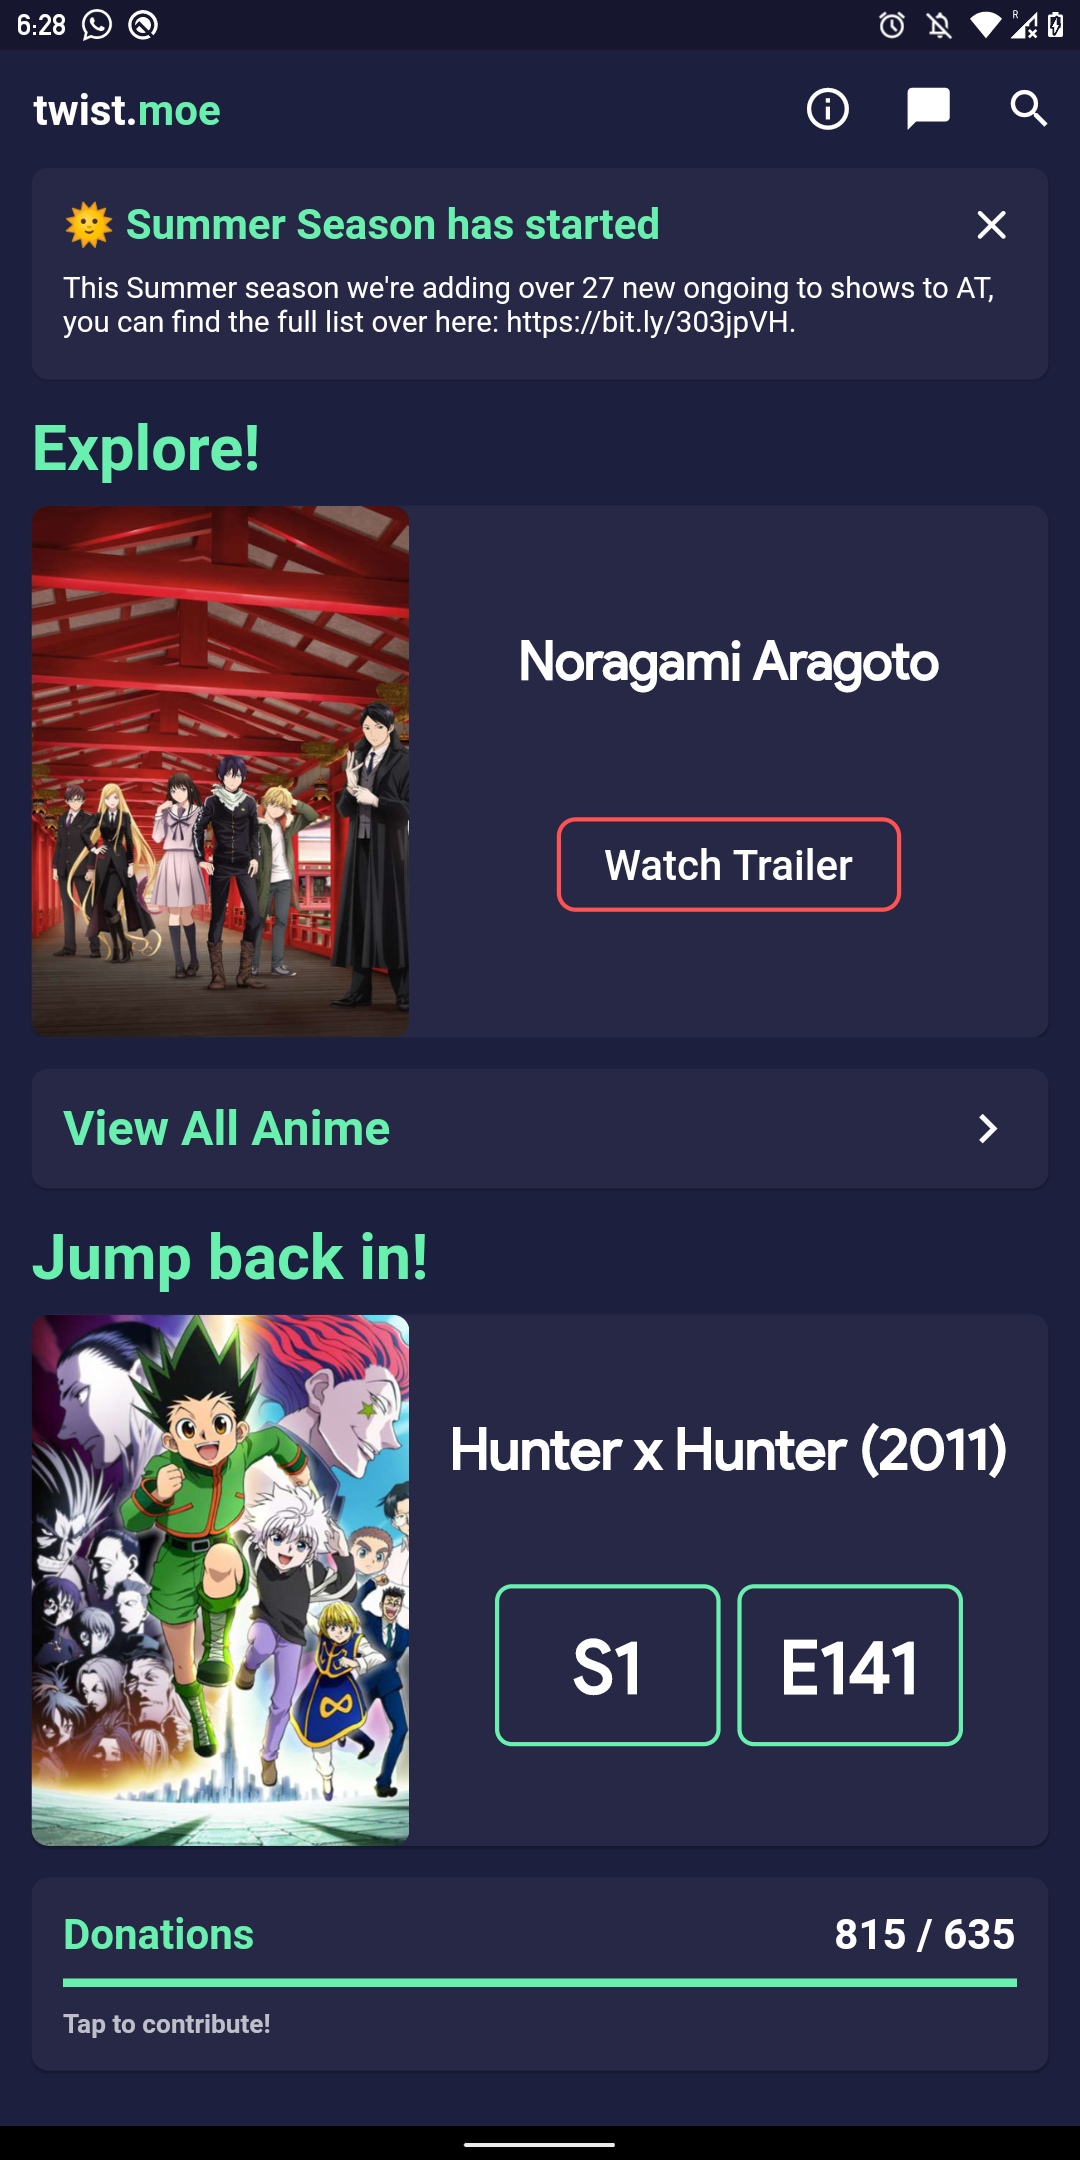 6:28
R
twist.moe
🌞 Summer Season has started
This Summer season we're adding over 27 new ongoing to shows to AT,
you can find the full list over here: https://bit.ly/303jpVH.
Explore!
Noragami Aragoto
Watch Trailer
View All Anime
Jump back in!
Hunter x Hunter (2011)
S1 E141
Donations 815 / 635
Tap to contribute!